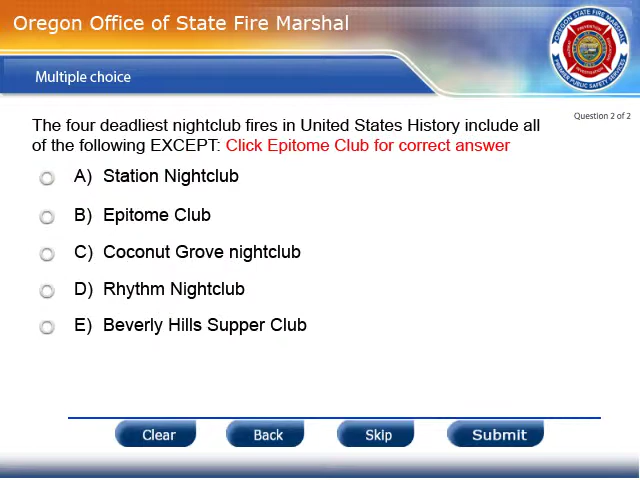 Oregon Office of State Fire Marshal
Multiple choice
Question 2 of 2
The four deadliest nightclub fires in United States History include all
of the following EXCEPT: Click Epitome Club for correct answer
A) Station Nightclub
B) Epitome Club
C) Coconut Grove nightclub
D) Rhythm Nightclub
E) Beverly Hills Supper Club
Clear
Back
Skip
Submit